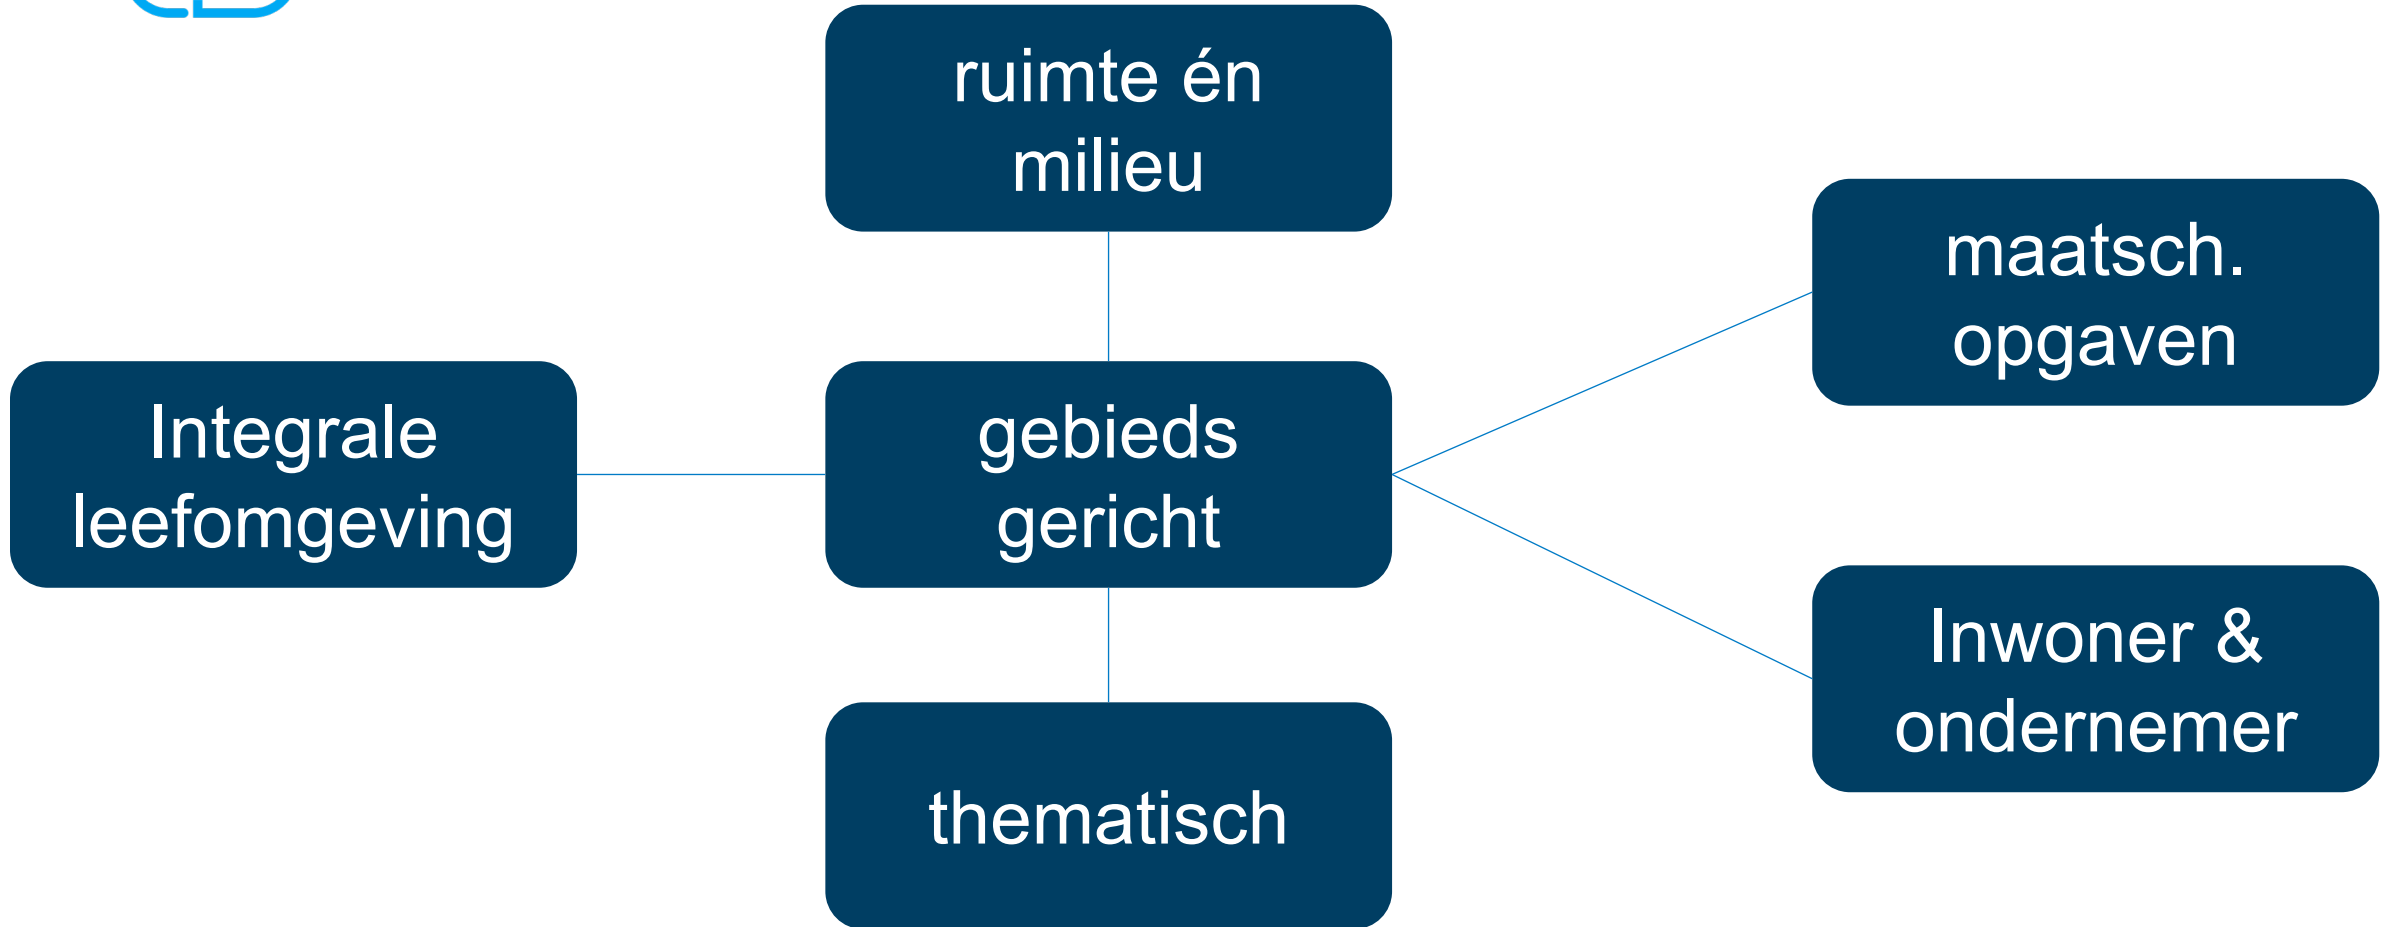 ruimte én
milieu
maatsch.
opgaven
Integrale
leefomgeving
gebieds
gericht
Inwoner &
ondernemer
thematisch